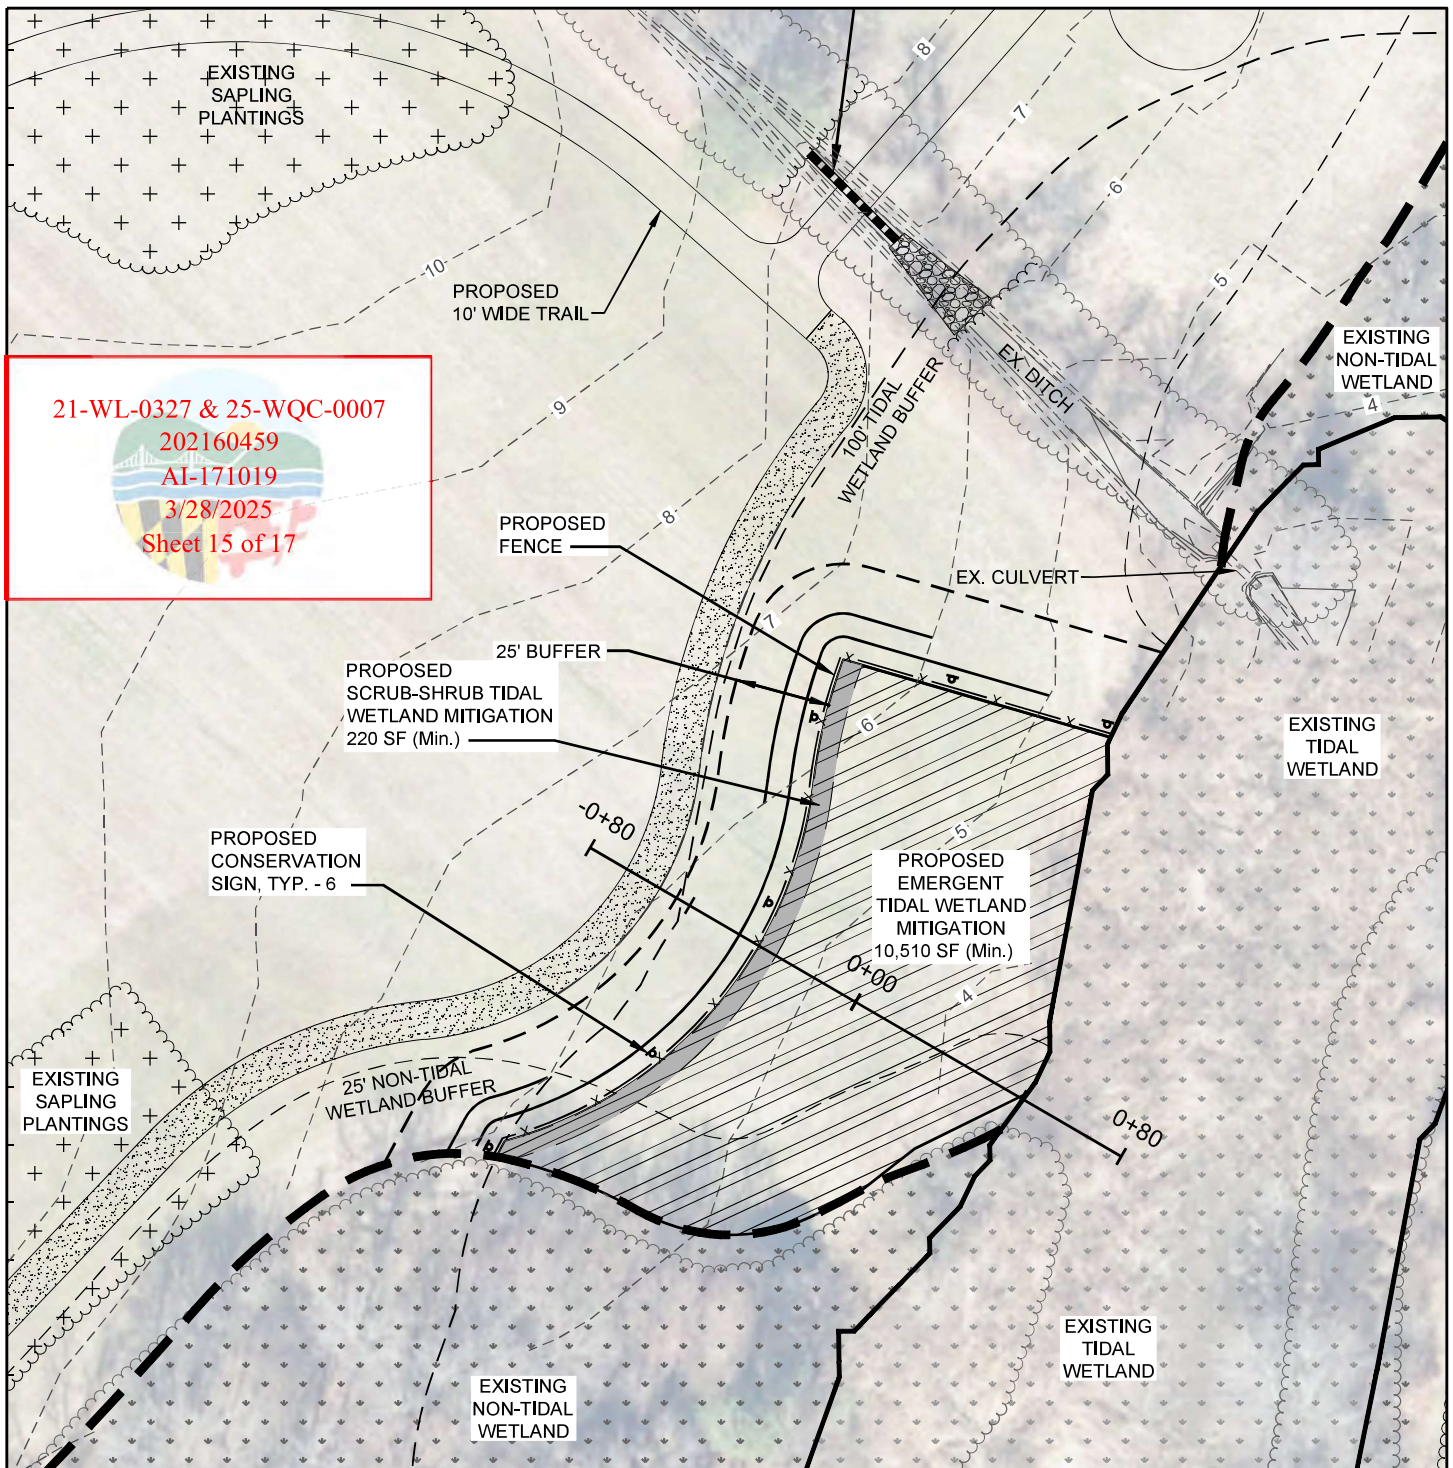 EXISTING
SAPLING
PLANTINGS
8
7
6
5
10
PROPOSED
10' WIDE TRAIL
EXISTING
NON-TIDAL
WETLAND
4
21-WL-0327 & 25-WQC-0007
202160459
AI-171019
3/28/2025
Sheet 15 of 17
9
100' TIDAL
WETLAND BUFFER
EX. DITCH
8
PROPOSED
FENCE
EX. CULVERT
7
25' BUFFER
PROPOSED
SCRUB-SHRUB TIDAL
WETLAND MITIGATION
220 SF (Min.)
6
EXISTING
TIDAL
WETLAND
-0+80
5
PROPOSED
CONSERVATION
SIGN, TYP. - 6
PROPOSED
EMERGENT
TIDAL WETLAND
MITIGATION
10,510 SF (Min.)
0+00
4
EXISTING
SAPLING
PLANTINGS
25' NON-TIDAL
WETLAND BUFFER
0+80
EXISTING
TIDAL
WETLAND
EXISTING
NON-TIDAL
WETLAND